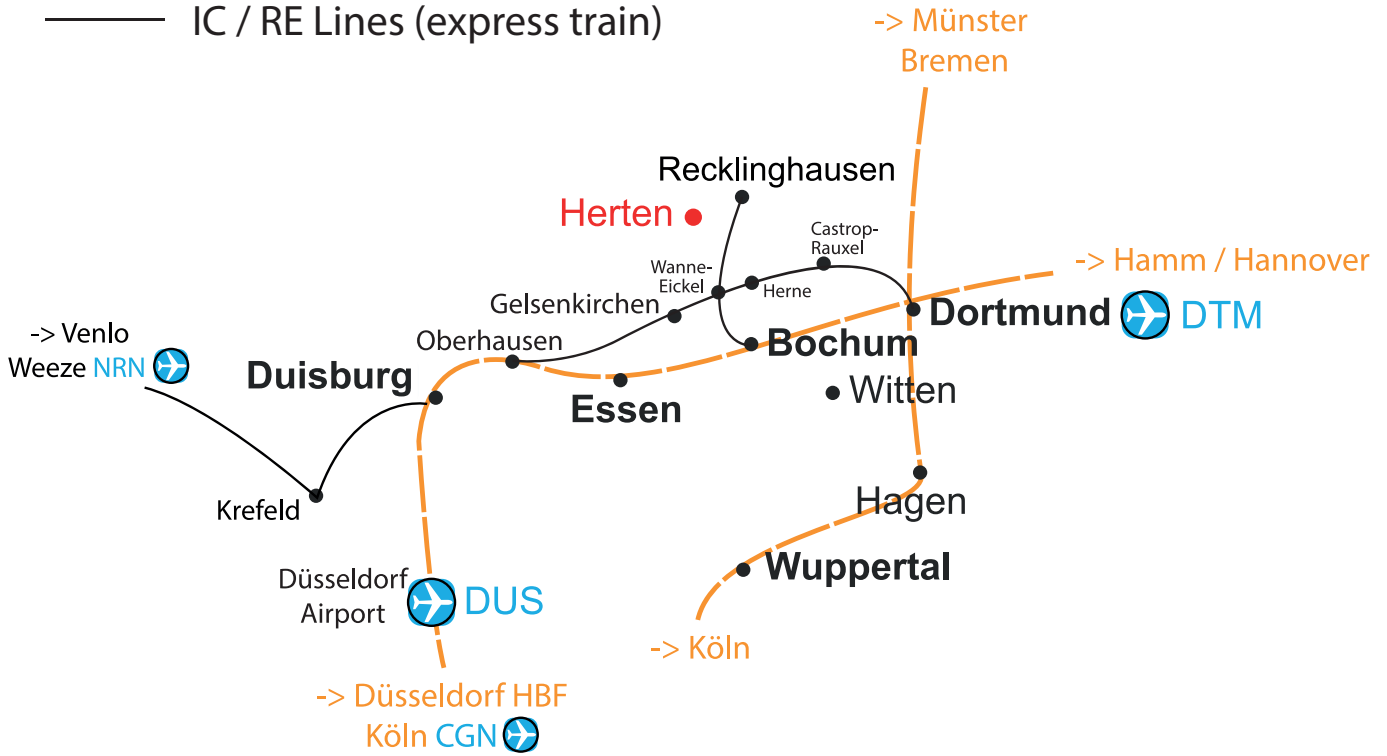 IC / RE Lines (express train)
-> Münster
Bremen
Recklinghausen
Herten
Castrop-
Rauxel
Wanne-
Eickel
Herne
-> Hamm / Hannover
Gelsenkirchen
Dortmund
DTM
-> Venlo
Weeze NRN
Oberhausen
Bochum
Duisburg
Essen
Witten
Krefeld
Hagen
Düsseldorf
Airport
DUS
Wuppertal
-> Köln
-> Düsseldorf HBF
Köln CGN